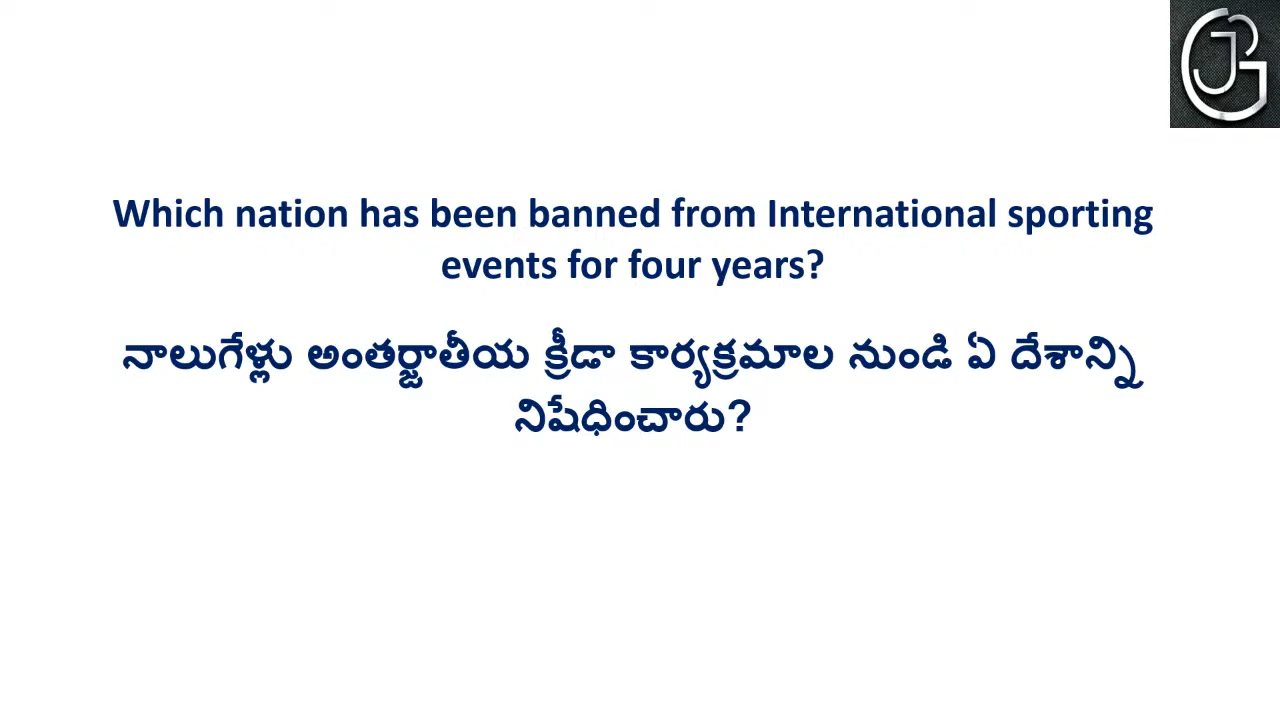 Which nation has been banned from International sporting
events for four years?
నాలుగేళ్లు అంతర్జాతీయ క్రీడా కార్యక్రమాల నుండి ఏ దేశాన్ని
నిషేధించారు?